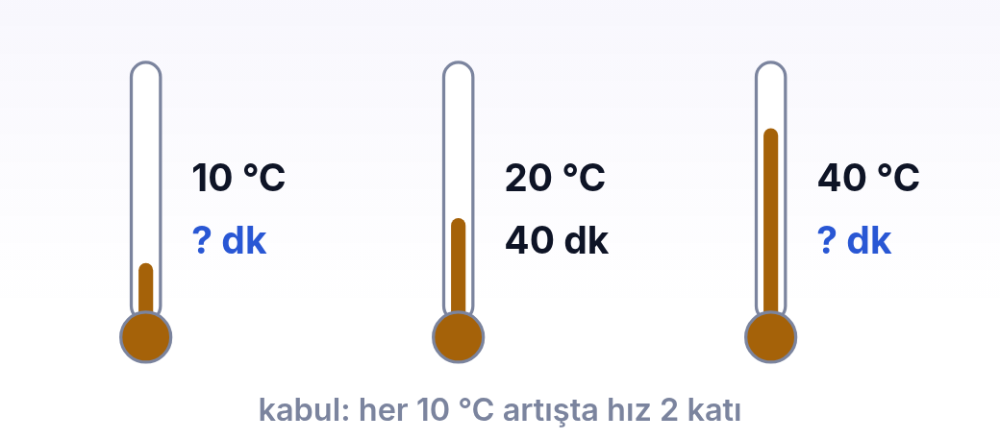 10 °C
? dk
20 °C
40 dk
40 °C
? dk
kabul: her 10 °C artışta hız 2 katı